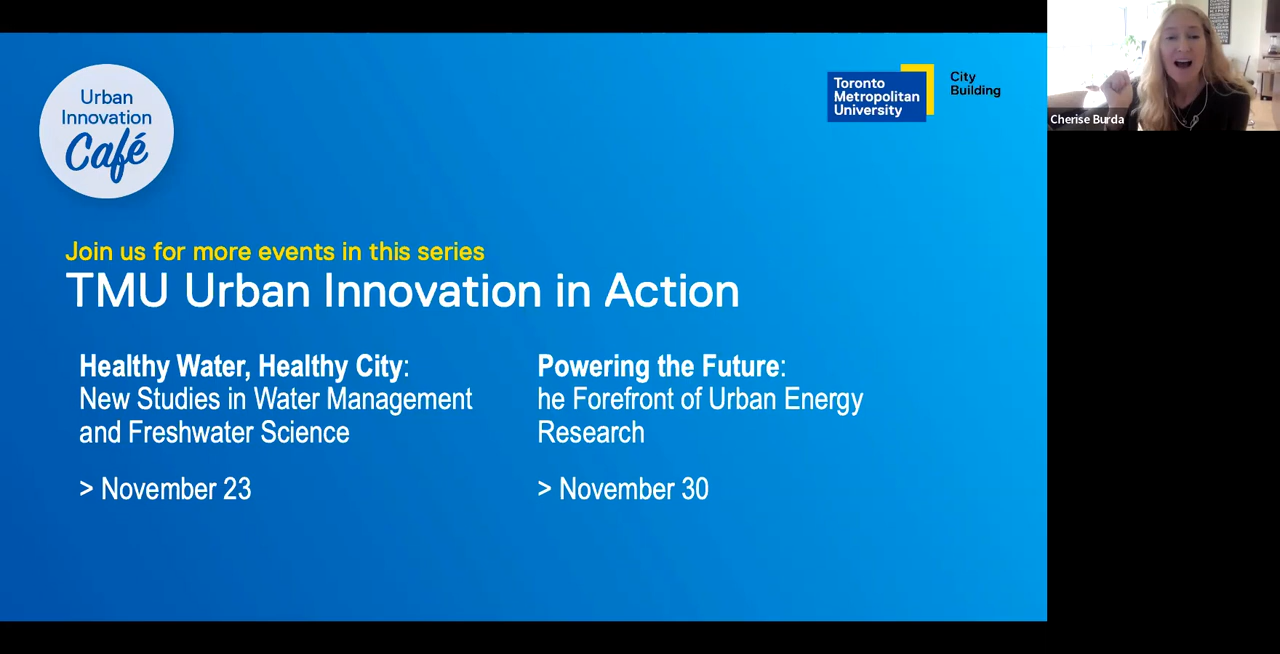 Urban
Innovation
Café
Toronto
Metropolitan
University
City
Building
Cherise Burda
Join us for more events in this series
TMU Urban Innovation in Action
Healthy Water, Healthy City:
New Studies in Water Management
and Freshwater Science
> November 23
Powering the Future:
he Forefront of Urban Energy
Research
> November 30